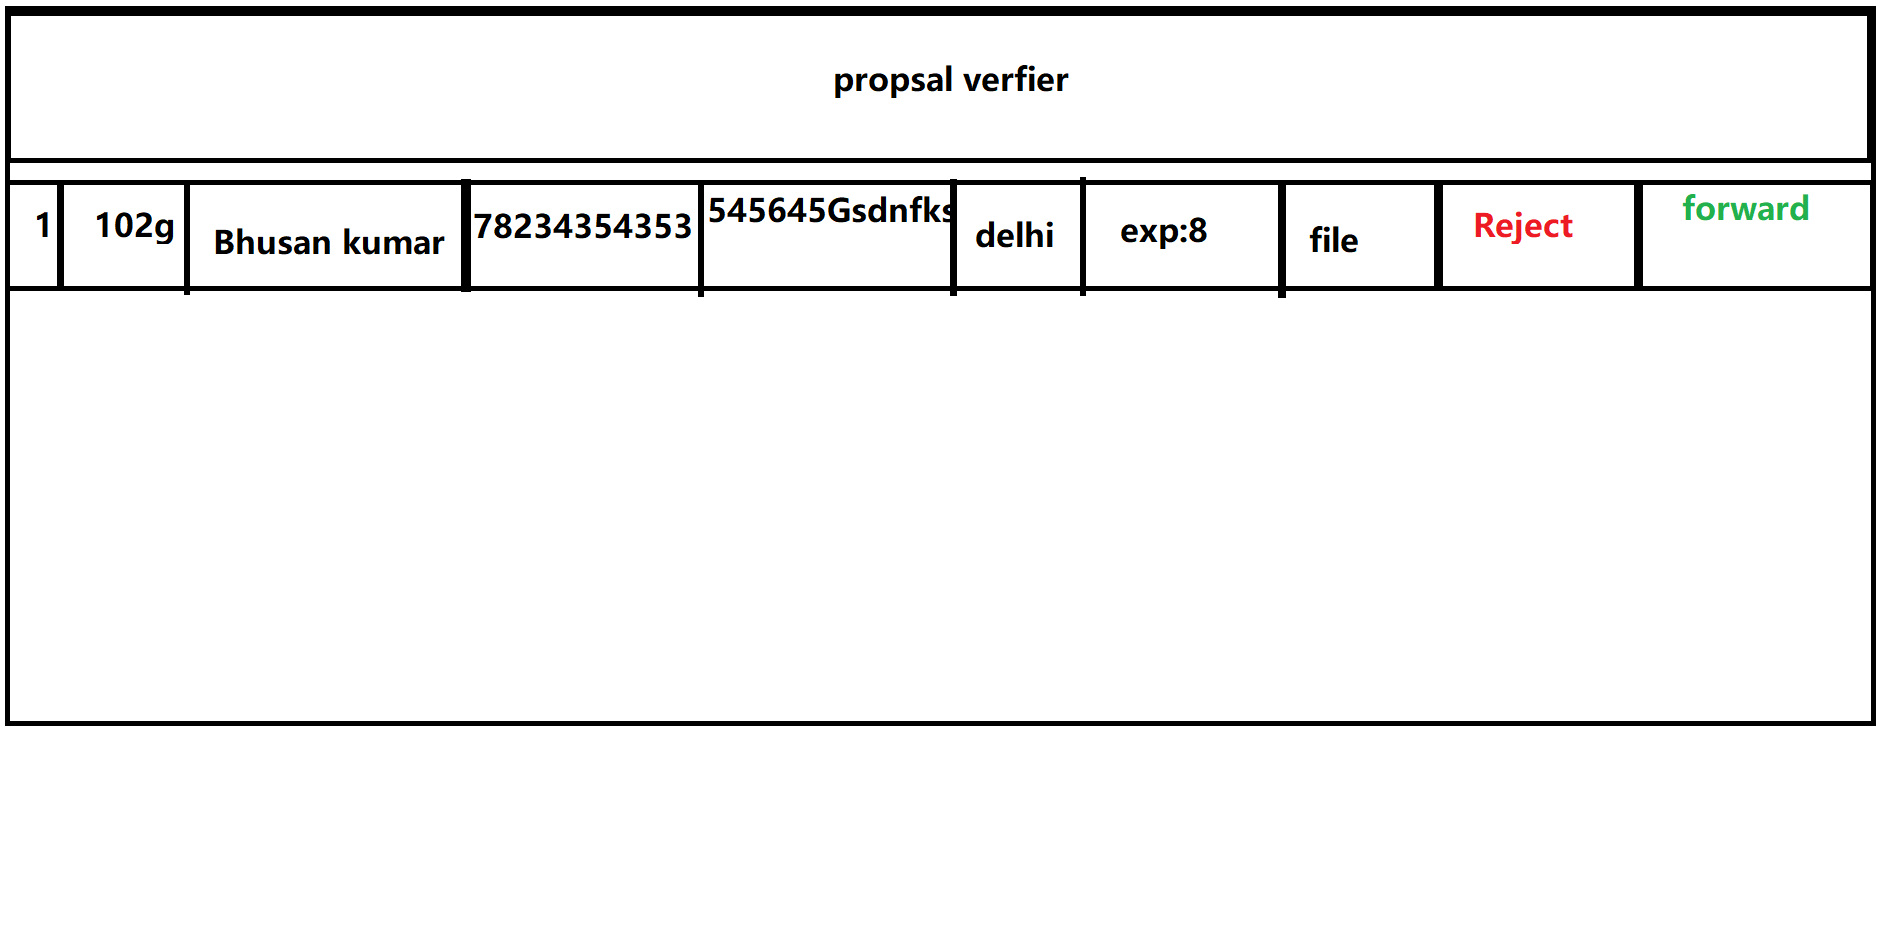 propsal verfier
1 102g Bhusan kumar 78234354353 545645Gsdnfks delhi exp:8 file Reject forward